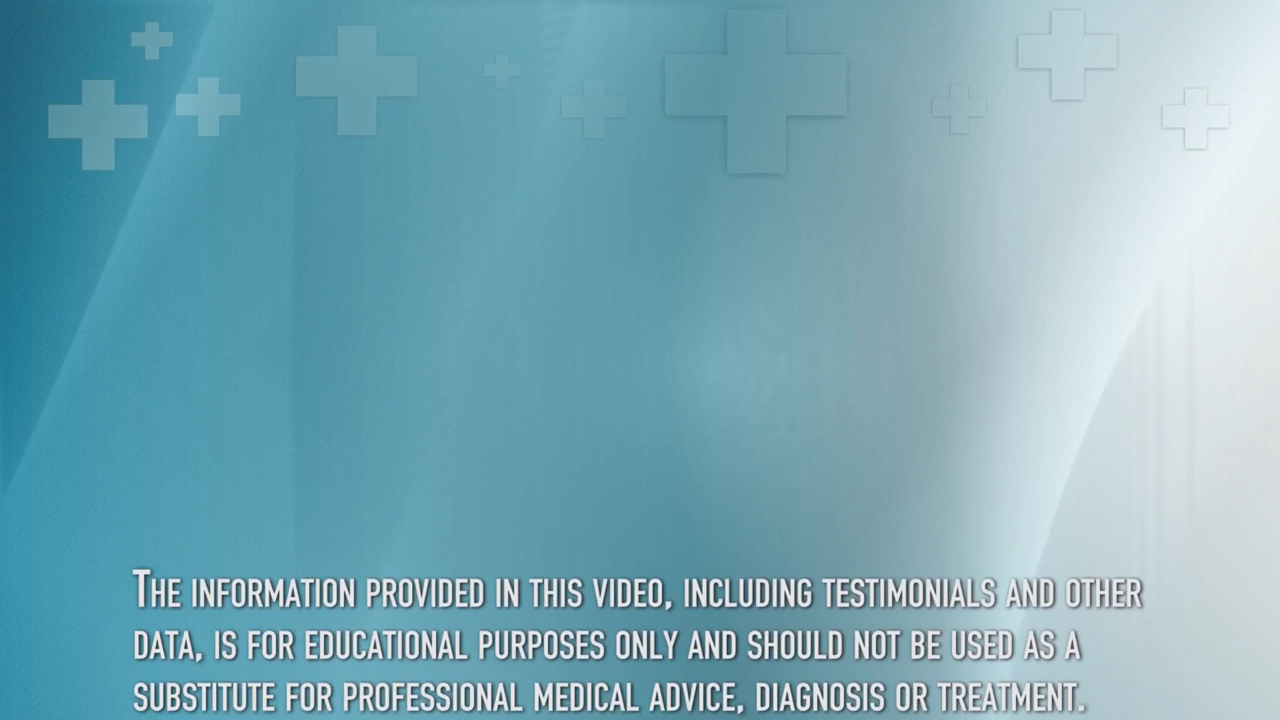 The information provided in this video, including testimonials and other
data, is for educational purposes only and should not be used as a
substitute for professional medical advice, diagnosis or treatment.